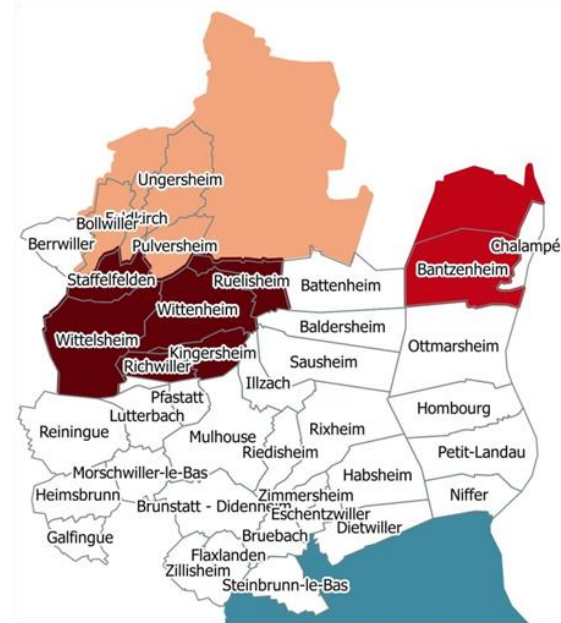 Ungersheim
Feldkirch
Bollwiller
Berrwiller
Pulversheim
Chalampé
Bantzenheim
Staffelfelden
Ruelisheim
Battenheim
Wittenheim
Baldersheim
Wittelsheim
Kingersheim
Ottmarsheim
Richwiller
Sausheim
Illzach
Pfastatt
Lutterbach
Hombourg
Reiningue
Mulhouse
Rixheim
Riedisheim
Petit-Landau
Morschwiller-le-Bas
Habsheim
Heimsbrunn
Zimmersheim
Niffer
Brunstatt - Didenheim
Eschentzwiller
Dietwiller
Galfingue
Bruebach
Flaxlanden
Zillisheim
Steinbrunn-le-Bas